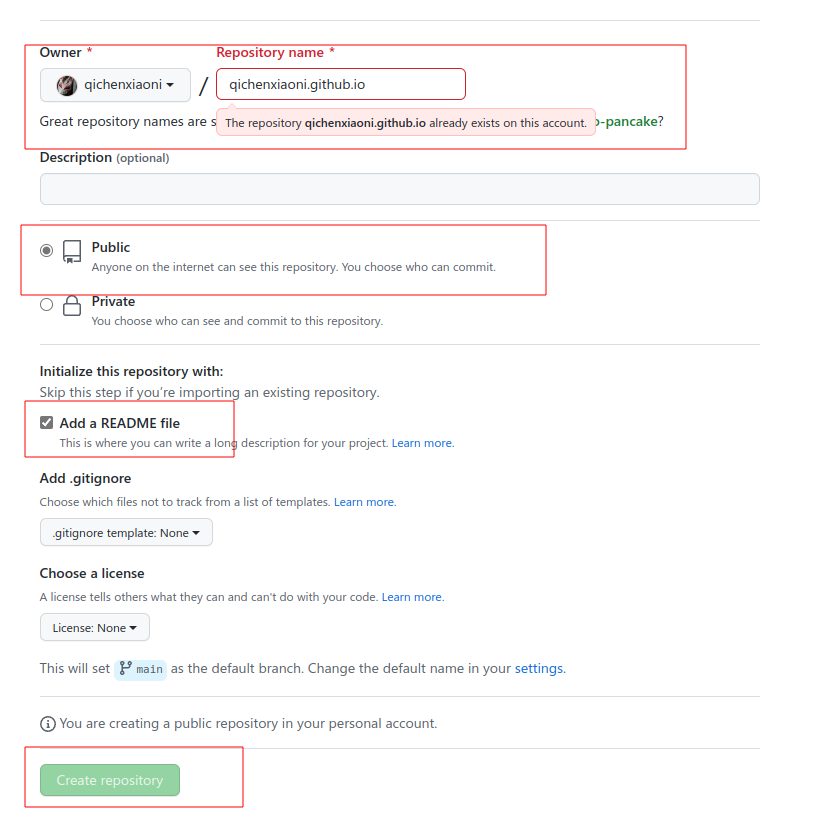 Owner * Repository name *
qichenxiaoni / qichenxiaoni.github.io
Great repository names are s
The repository qichenxiaoni.github.io already exists on this account.
o-pancake?
Description (optional)
Public
Anyone on the internet can see this repository. You choose who can commit.
Private
You choose who can see and commit to this repository.
Initialize this repository with:
Skip this step if you're importing an existing repository.
Add a README file
This is where you can write a long description for your project. Learn more.
Add .gitignore
Choose which files not to track from a list of templates. Learn more.
.gitignore template: None
Choose a license
A license tells others what they can and can't do with your code. Learn more.
License: None
This will set main as the default branch. Change the default name in your settings.
You are creating a public repository in your personal account.
Create repository